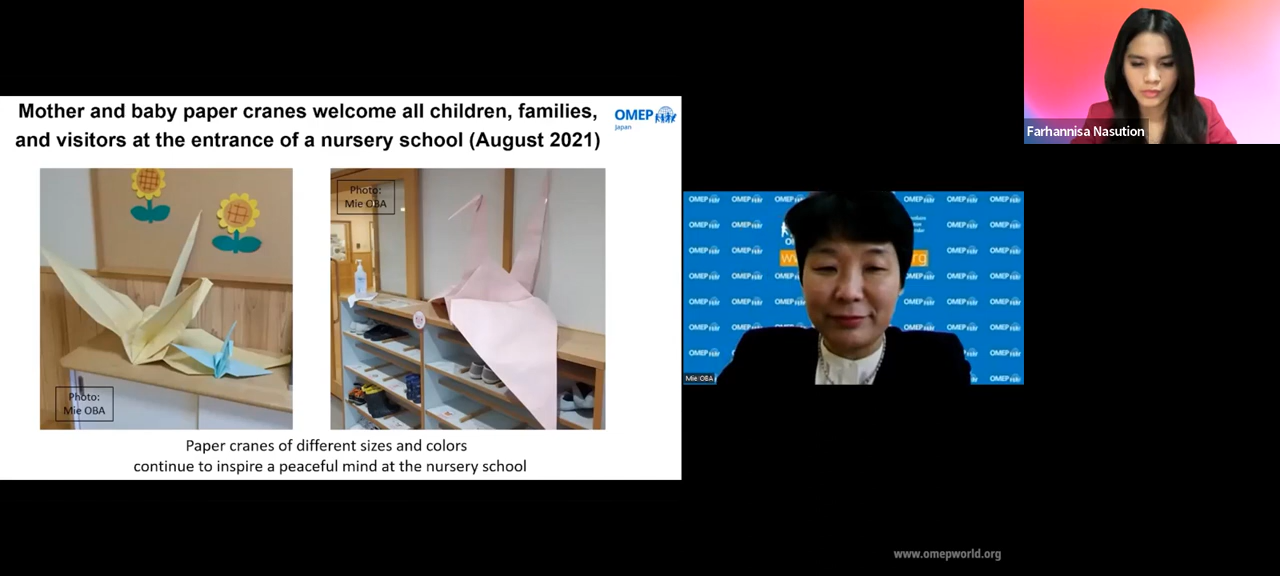 Mother and baby paper cranes welcome all children, families,
and visitors at the entrance of a nursery school (August 2021)
OMEP
Japan
Photo:
Mie OBA
Photo:
Mie OBA
Paper cranes of different sizes and colors
continue to inspire a peaceful mind at the nursery school
Farhannisa Nasution
OMEP
Mie OBA
www.omepworld.org